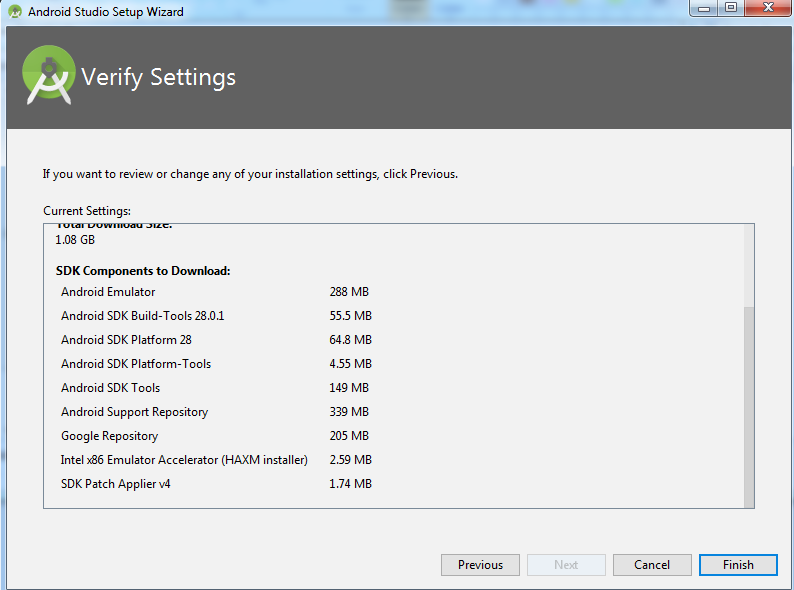 Android Studio Setup Wizard
Verify Settings
If you want to review or change any of your installation settings, click Previous.
Current Settings:
Total Download Size:
1.08 GB
SDK Components to Download:
Android Emulator 288 MB
Android SDK Build-Tools 28.0.1 55.5 MB
Android SDK Platform 28 64.8 MB
Android SDK Platform-Tools 4.55 MB
Android SDK Tools 149 MB
Android Support Repository 339 MB
Google Repository 205 MB
Intel x86 Emulator Accelerator (HAXM installer) 2.59 MB
SDK Patch Applier v4 1.74 MB
Previous Next Cancel Finish